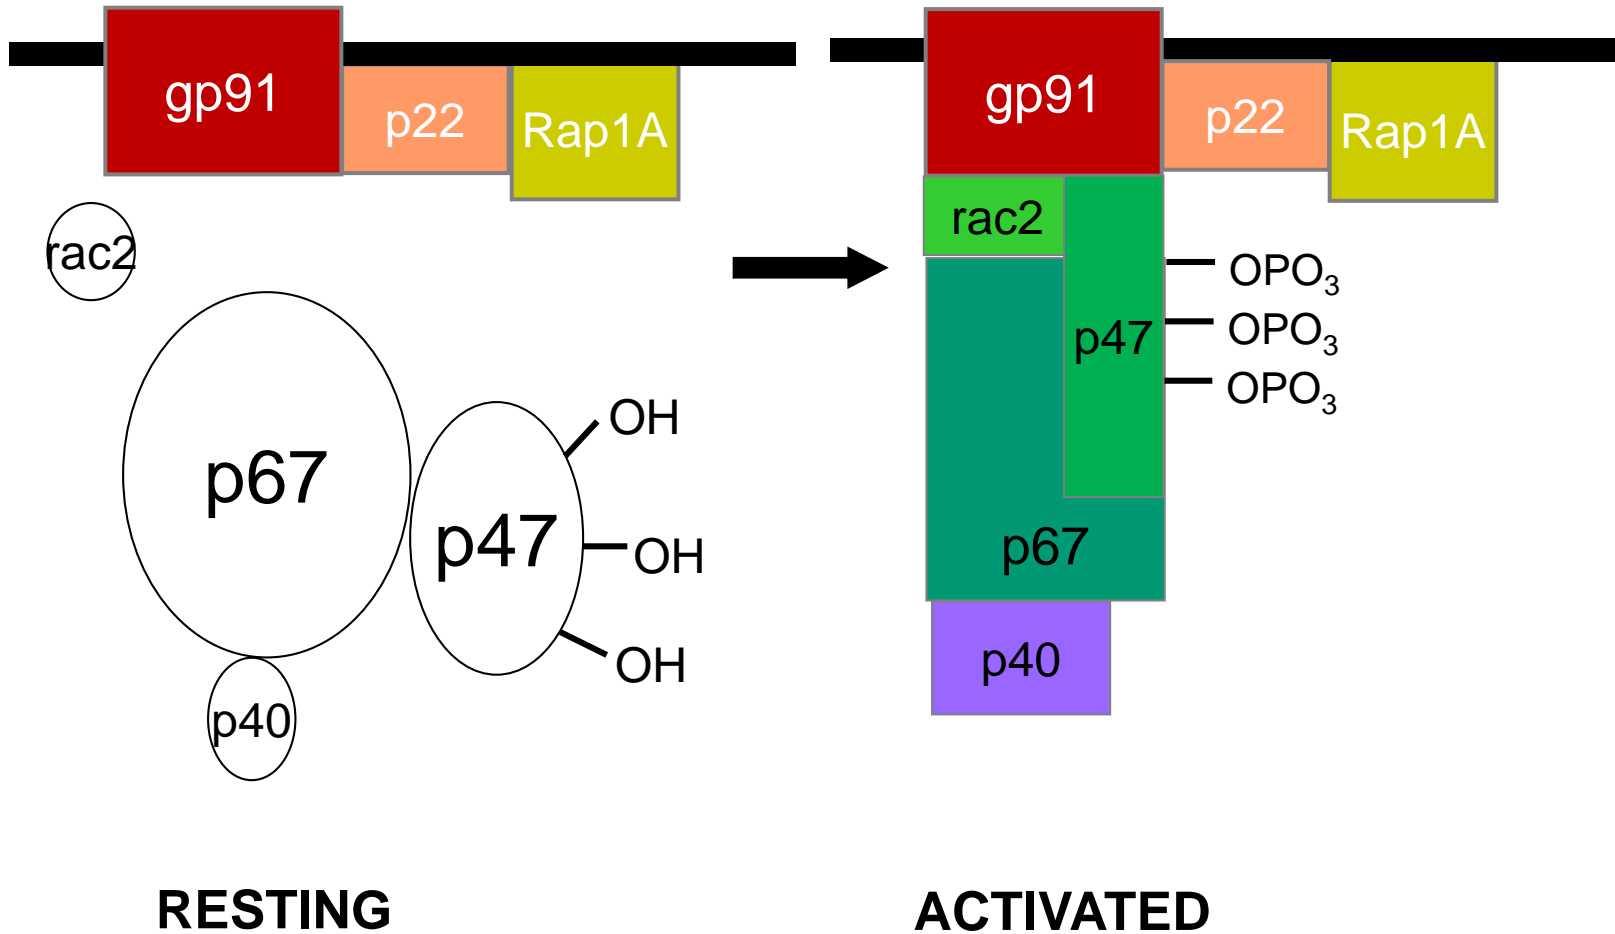 gp91
p22
Rap1A
rac2
p67
p47
OH
OH
OH
p40
RESTING
gp91
p22
Rap1A
rac2
p47
OPO₃
OPO₃
OPO₃
p67
p40
ACTIVATED